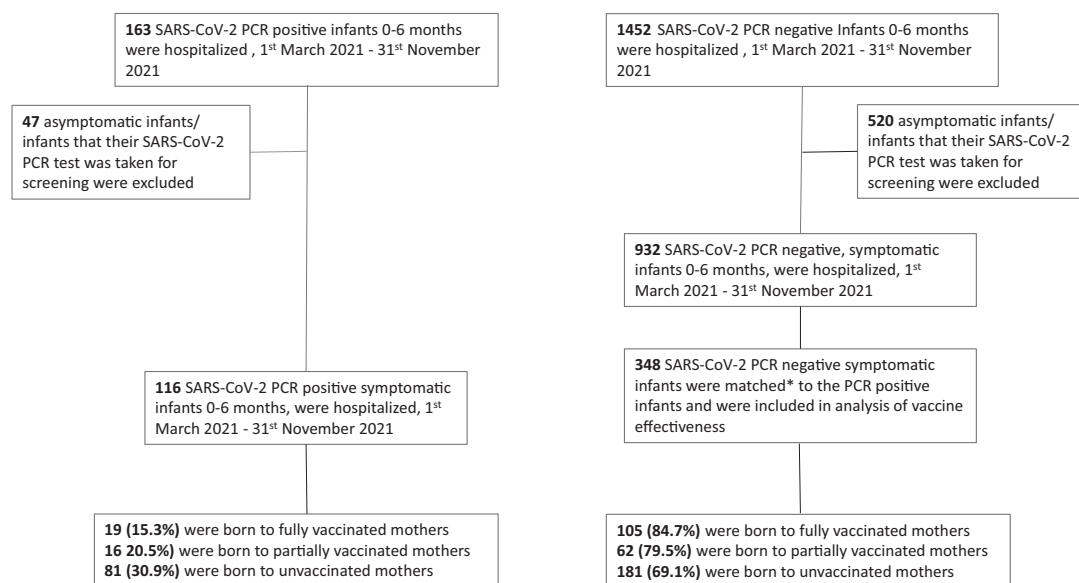 163 SARS-CoV-2 PCR positive infants 0-6 months
were hospitalized , 1st March 2021 - 31st November
2021
47 asymptomatic infants/
infants that their SARS-CoV-2
PCR test was taken for
screening were excluded
116 SARS-CoV-2 PCR positive symptomatic
infants 0-6 months, were hospitalized, 1st
March 2021 - 31st November 2021
19 (15.3%) were born to fully vaccinated mothers
16 20.5%) were born to partially vaccinated mothers
81 (30.9%) were born to unvaccinated mothers
1452 SARS-CoV-2 PCR negative Infants 0-6 months
were hospitalized , 1st March 2021 - 31st November
2021
520 asymptomatic infants/
infants that their SARS-CoV-2
PCR test was taken for
screening were excluded
932 SARS-CoV-2 PCR negative, symptomatic
infants 0-6 months, were hospitalized, 1st
March 2021 - 31st November 2021
348 SARS-CoV-2 PCR negative symptomatic
infants were matched* to the PCR positive
infants and were included in analysis of vaccine
effectiveness
105 (84.7%) were born to fully vaccinated mothers
62 (79.5%) were born to partially vaccinated mothers
181 (69.1%) were born to unvaccinated mothers